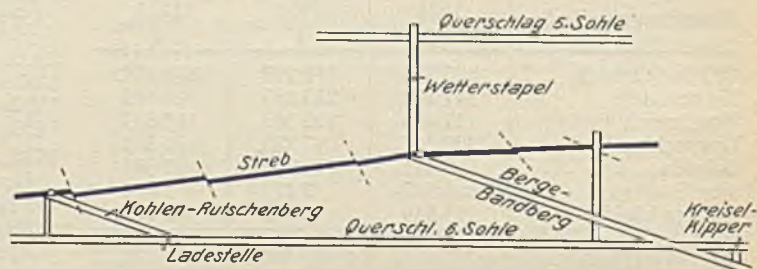 Querschlag 5.Sohle
Wetterstapel
Streb
Berge-
Bandberg
Kohlen-Rutschenberg
Kreisel-
Kipper
Querschl. 6.Sohle
Ladestelle